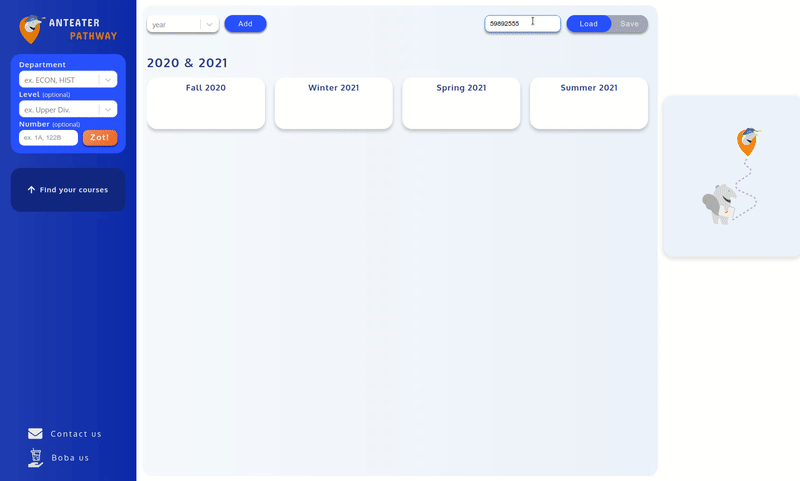 ANTEATER
PATHWAY
Department
ex. ECON, HIST
Level (optional)
ex. Upper Div.
Number (optional)
ex. 1A, 122B
Zot!
Find your courses
Contact us
Boba us
year
Add
59892555
Load
Save
2020 & 2021
Fall 2020
Winter 2021
Spring 2021
Summer 2021